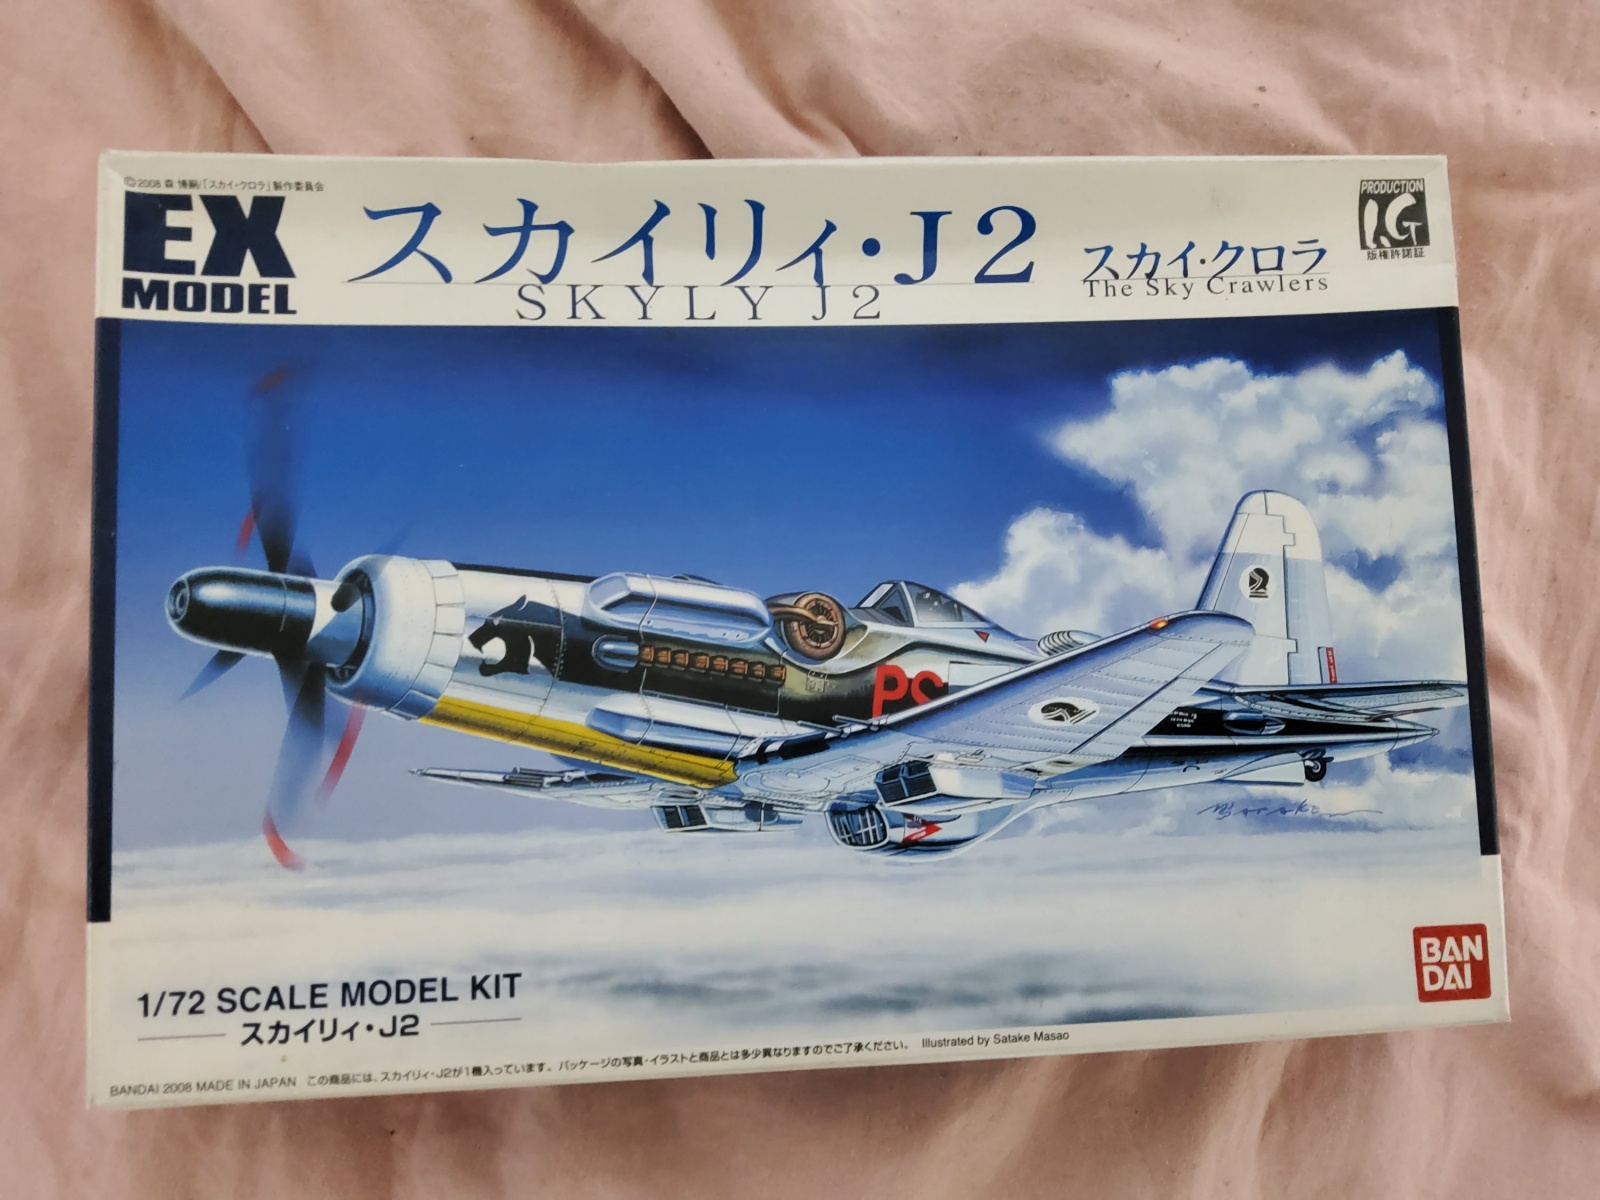 ©2008 森 博嗣/「スカイ・クロラ」製作委員会
EX
MODEL
スカイリィ・J2
SKYLY J2
スカイ・クロラ
The Sky Crawlers
PRODUCTION
I.G
版権許諾証
PS
Satake
1/72 SCALE MODEL KIT
スカイリィ・J2
BAN
DAI
BANDAI 2008 MADE IN JAPAN この商品には、スカイリィ・J2が1機入っています。パッケージの写真・イラストと商品とは多少異なりますのでご了承ください。 Illustrated by Satake Masao